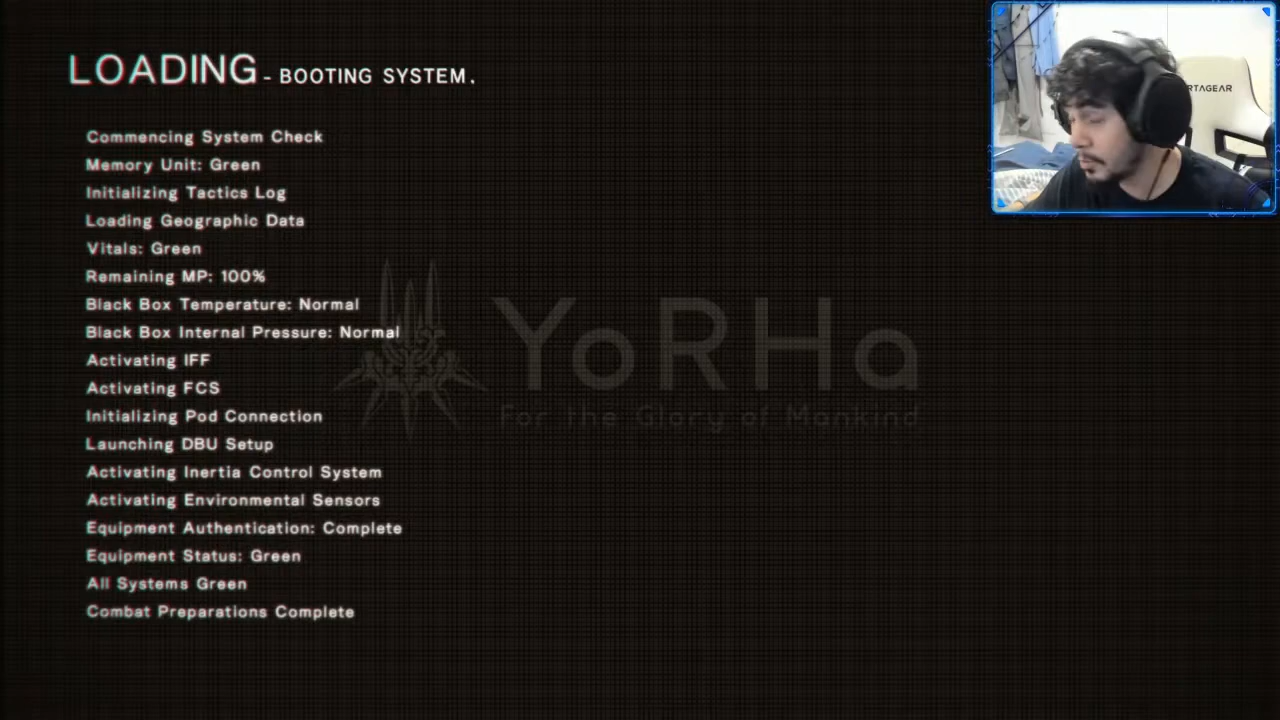 LOADING - BOOTING SYSTEM.
Commencing System Check
Memory Unit: Green
Initializing Tactics Log
Loading Geographic Data
Vitals: Green
Remaining MP: 100%
Black Box Temperature: Normal
Black Box Internal Pressure: Normal
Activating IFF
Activating FCS
Initializing Pod Connection
Launching DBU Setup
Activating Inertia Control System
Activating Environmental Sensors
Equipment Authentication: Complete
Equipment Status: Green
All Systems Green
Combat Preparations Complete
YoRHa
For the Glory of Mankind
RTAGEAR